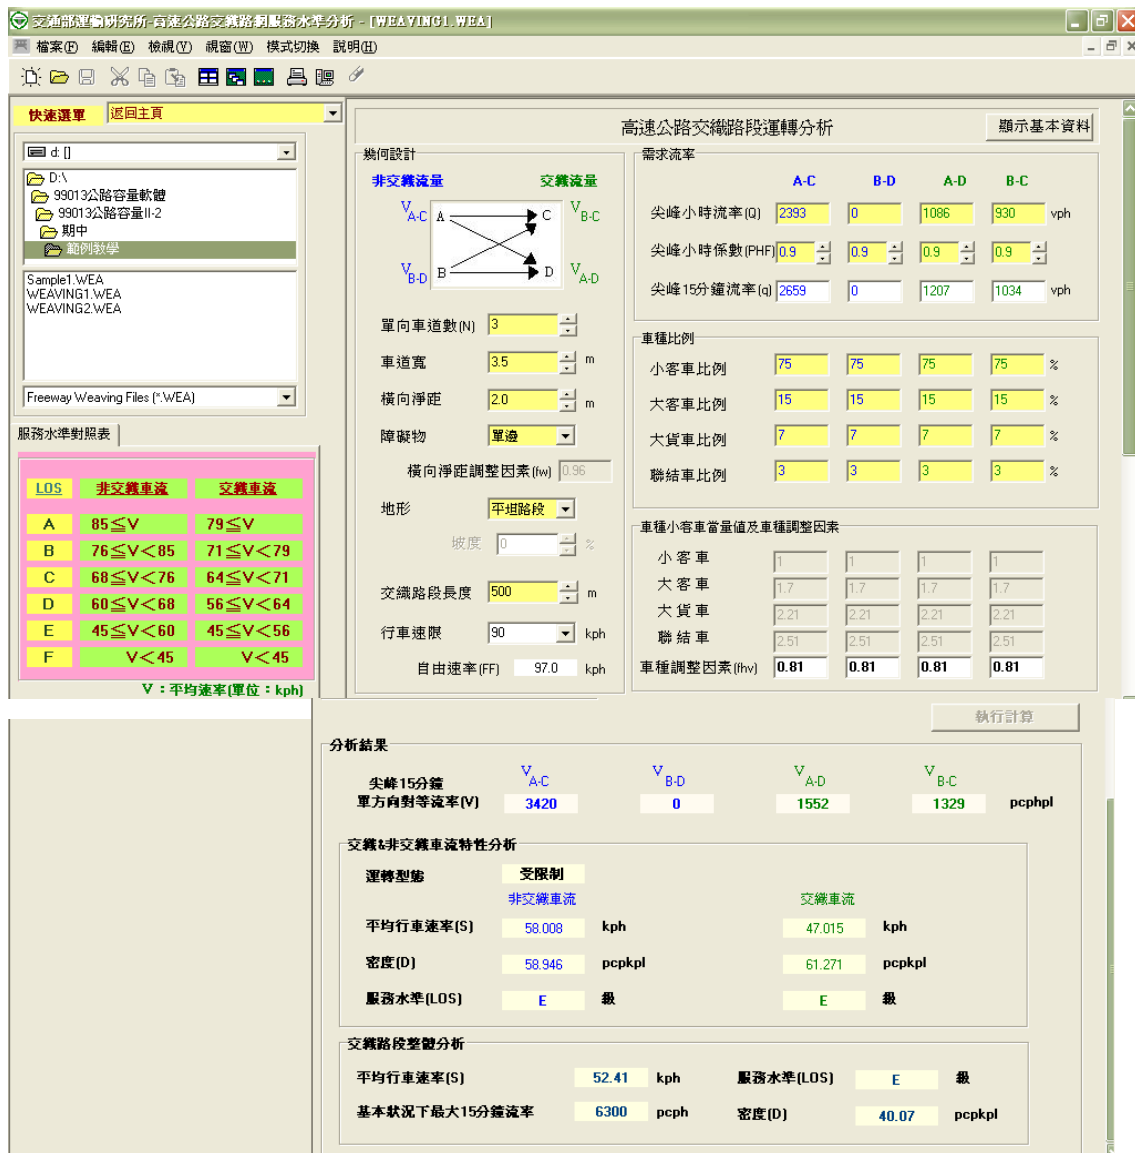 交通部運輸研究所-高速公路交織路網服務水準分析 - [WEAVING1.WEA]
檔案(F) 編輯(E) 檢視(V) 視窗(W) 模式切換 說明(H)
快速選單 返回主頁
d: []
D:\
99013公路容量軟體
99013公路容量II-2
期中
範例教學
Sample1.WEA
WEAVING1.WEA
WEAVING2.WEA
Freeway Weaving Files (*.WEA)
服務水準對照表
LOS 非交織車流 交織車流
A 85≦V 79≦V
B 76≦V<85 71≦V<79
C 68≦V<76 64≦V<71
D 60≦V<68 56≦V<64
E 45≦V<60 45≦V<56
F V<45 V<45
V：平均速率(單位：kph)
高速公路交織路段運轉分析 顯示基本資料
幾何設計
非交織流量 交織流量
V A-C A C V B-C
V B-D B D V A-D
單向車道數(N) 3
車道寬 3.5 m
橫向淨距 2.0 m
障礙物 單邊
橫向淨距調整因素(fw) 0.96
地形 平坦路段
坡度 0 %
交織路段長度 500 m
行車速限 90 kph
自由速率(FF) 97.0 kph
需求流率
A-C B-D A-D B-C
尖峰小時流率(Q) 2393 0 1086 930 vph
尖峰小時係數(PHF) 0.9 0.9 0.9 0.9
尖峰15分鐘流率(q) 2659 0 1207 1034 vph
車種比例
小客車比例 75 75 75 75 %
大客車比例 15 15 15 15 %
大貨車比例 7 7 7 7 %
聯結車比例 3 3 3 3 %
車種小客車當量值及車種調整因素
小 客 車 1 1 1 1
大 客 車 1.7 1.7 1.7 1.7
大 貨 車 2.21 2.21 2.21 2.21
聯 結 車 2.51 2.51 2.51 2.51
車種調整因素(fhv) 0.81 0.81 0.81 0.81
執行計算
分析結果
V A-C V B-D V A-D V B-C
尖峰15分鐘
單方向對等流率(V) 3420 0 1552 1329 pcphpl
交織&非交織車流特性分析
運轉型態 受限制
非交織車流 交織車流
平均行車速率(S) 58.008 kph 47.015 kph
密度(D) 58.946 pcpkpl 61.271 pcpkpl
服務水準(LOS) E 級 E 級
交織路段整體分析
平均行車速率(S) 52.41 kph 服務水準(LOS) E 級
基本狀況下最大15分鐘流率 6300 pcph 密度(D) 40.07 pcpkpl